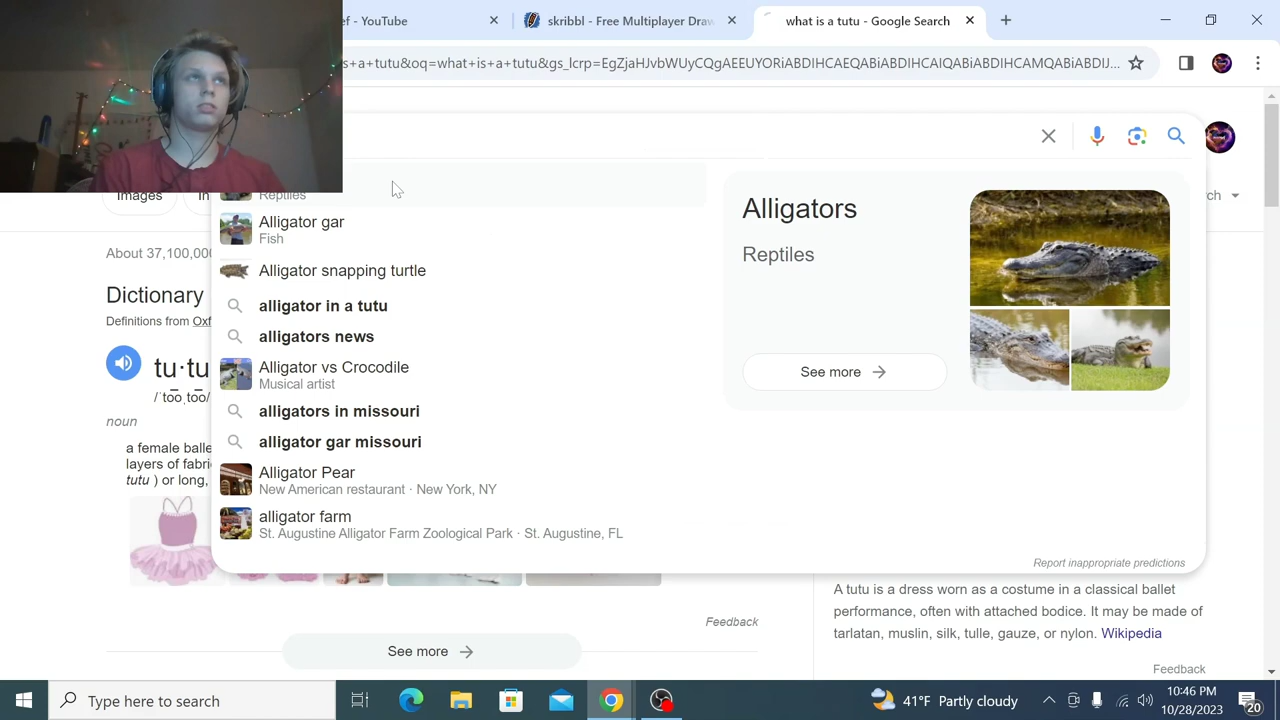 ef - YouTube
skribbl - Free Multiplayer Draw
what is a tutu - Google Search
s+a+tutu&oq=what+is+a+tutu&gs_lcrp=EgZjaHJvbWUyCQgAEEUYORiABDIHCAEQABiABDIHCAIQABiABDIHCAMQABiABDIJ...
Images
In
ch
Reptiles
Alligator gar
Fish
Alligator snapping turtle
alligator in a tutu
alligators news
Alligator vs Crocodile
Musical artist
alligators in missouri
alligator gar missouri
Alligator Pear
New American restaurant · New York, NY
alligator farm
St. Augustine Alligator Farm Zoological Park · St. Augustine, FL
Alligators
Reptiles
See more
Report inappropriate predictions
About 37,100,000
Dictionary
Definitions from Oxf
tu·tu
/ˈto͞oˌto͞o/
noun
a female balle
layers of fabri
tutu ) or long,
Feedback
See more
A tutu is a dress worn as a costume in a classical ballet
performance, often with attached bodice. It may be made of
tarlatan, muslin, silk, tulle, gauze, or nylon. Wikipedia
Feedback
Type here to search
41°F Partly cloudy
10:46 PM
10/28/2023
20